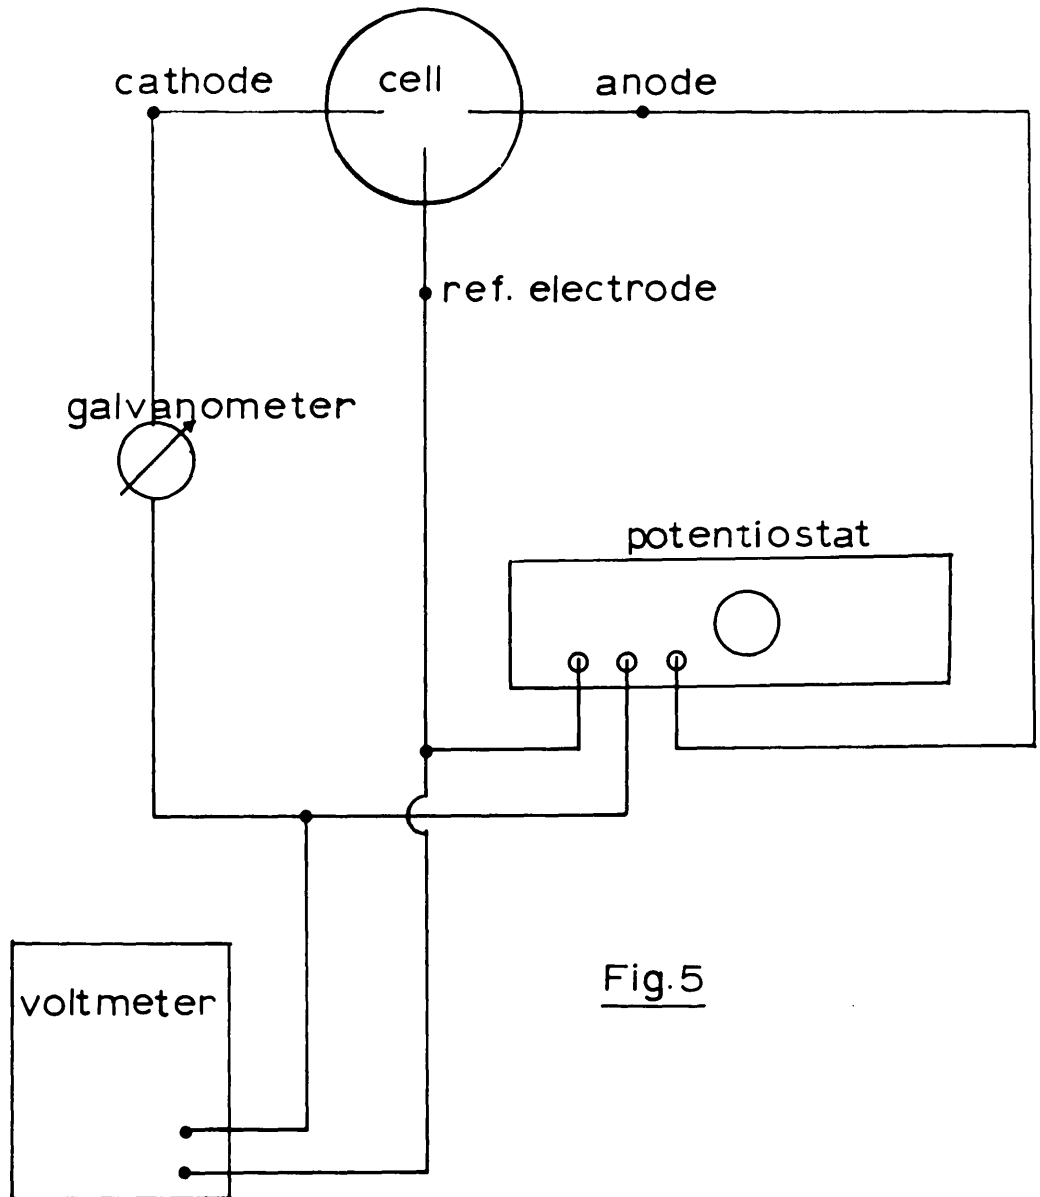 cell
cathode
anode
ref. electrode
galvanometer
potentiostat
Fig.5
voltmeter